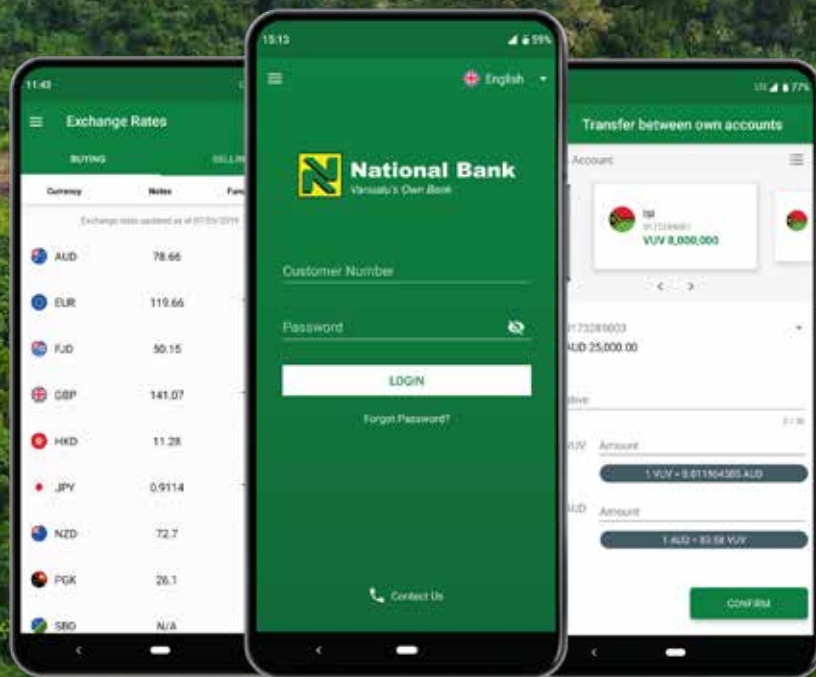 11:43
Exchange Rates
BUYING
Currency
Notes
AUD 78.66
EUR 119.66
FJD 50.15
GBP 141.07
HKD 11.28
JPY 0.9114
NZD 72.7
PGK 26.1
SBD N/A
15:13
59%
English
National Bank
Vanuatu's Own Bank
Customer Number
Password
LOGIN
Forgot Password?
Contact Us
77%
Transfer between own accounts
Account
VUV 8,000,000
AUD 25,000.00
VUV Amount
AUD Amount
CONFIRM